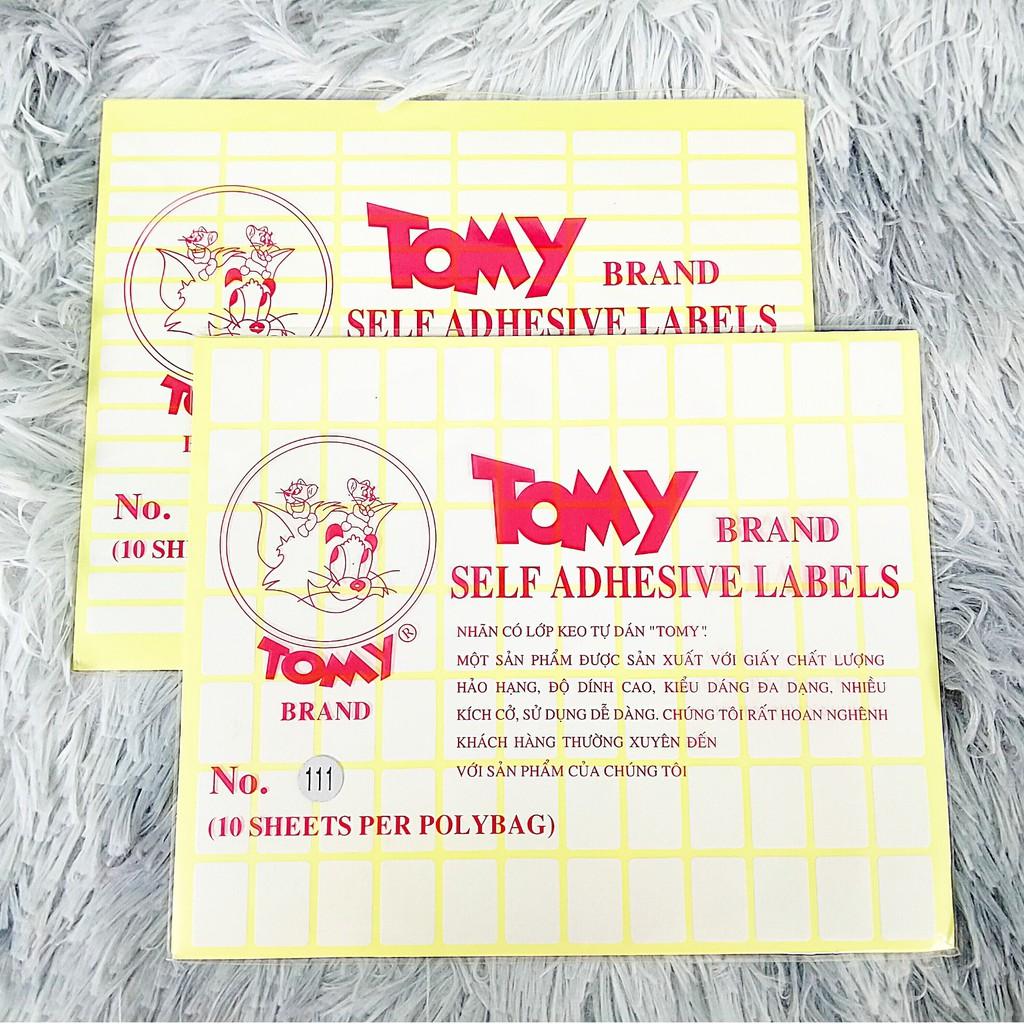 TOMY BRAND
SELF ADHESIVE LABELS
No.
(10 SH
TOMY BRAND
SELF ADHESIVE LABELS
TOMY ®
BRAND
NHÃN CÓ LỚP KEO TỰ DÁN "TOMY".
MỘT SẢN PHẨM ĐƯỢC SẢN XUẤT VỚI GIẤY CHẤT LƯỢNG
HẢO HẠNG, ĐỘ DÍNH CAO, KIỂU DÁNG ĐA DẠNG, NHIỀU
KÍCH CỞ, SỬ DỤNG DỄ DÀNG. CHÚNG TÔI RẤT HOAN NGHÊNH
KHÁCH HÀNG THƯỜNG XUYÊN ĐẾN
VỚI SẢN PHẨM CỦA CHÚNG TÔI
No. 111
(10 SHEETS PER POLYBAG)